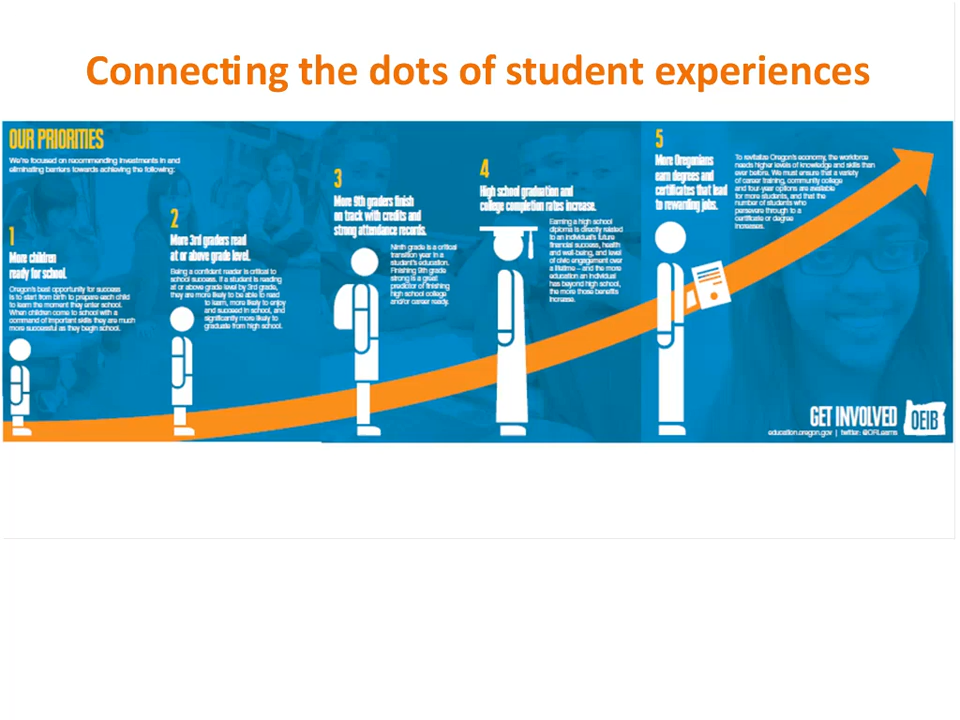 Connecting the dots of student experiences
OUR PRIORITIES
We're focused on recommending investments in and
eliminating barriers towards achieving the following:
1
More children
ready for school.
Oregon's best opportunity for success
is to start from birth to prepare each child
to learn the moment they enter school.
When children come to school with a
command of important skills they are much
more successful as they begin school.
2
More 3rd graders read
at or above grade level.
Being a confident reader is critical to
school success. If a student is reading
at or above grade level by 3rd grade,
they are more likely to be able to read
to learn, more likely to enjoy
and succeed in school, and
significantly more likely to
graduate from high school.
3
More 9th graders finish
on track with credits and
strong attendance records.
Ninth grade is a critical
transition year in a
student's education.
Finishing 9th grade
strong is a great
predictor of finishing
high school college
and/or career ready.
4
High school graduation and
college completion rates increase.
Earning a high school
diploma is directly related
to an individual's future
financial success, health
and well-being, and level
of civic engagement over
a lifetime – and the more
education an individual
has beyond high school,
the more those benefits
increase.
5
More Oregonians
earn degrees and
certificates that lead
to rewarding jobs.
To revitalize Oregon's economy, the workforce
needs higher levels of knowledge and skills than
ever before. We must ensure that a variety
of career training, community college
and four-year options are available
for more students, and that the
number of students who
persevere through to a
certificate or degree
increases.
GET INVOLVED
OEIB
education.oregon.gov | twitter: @ORLearns